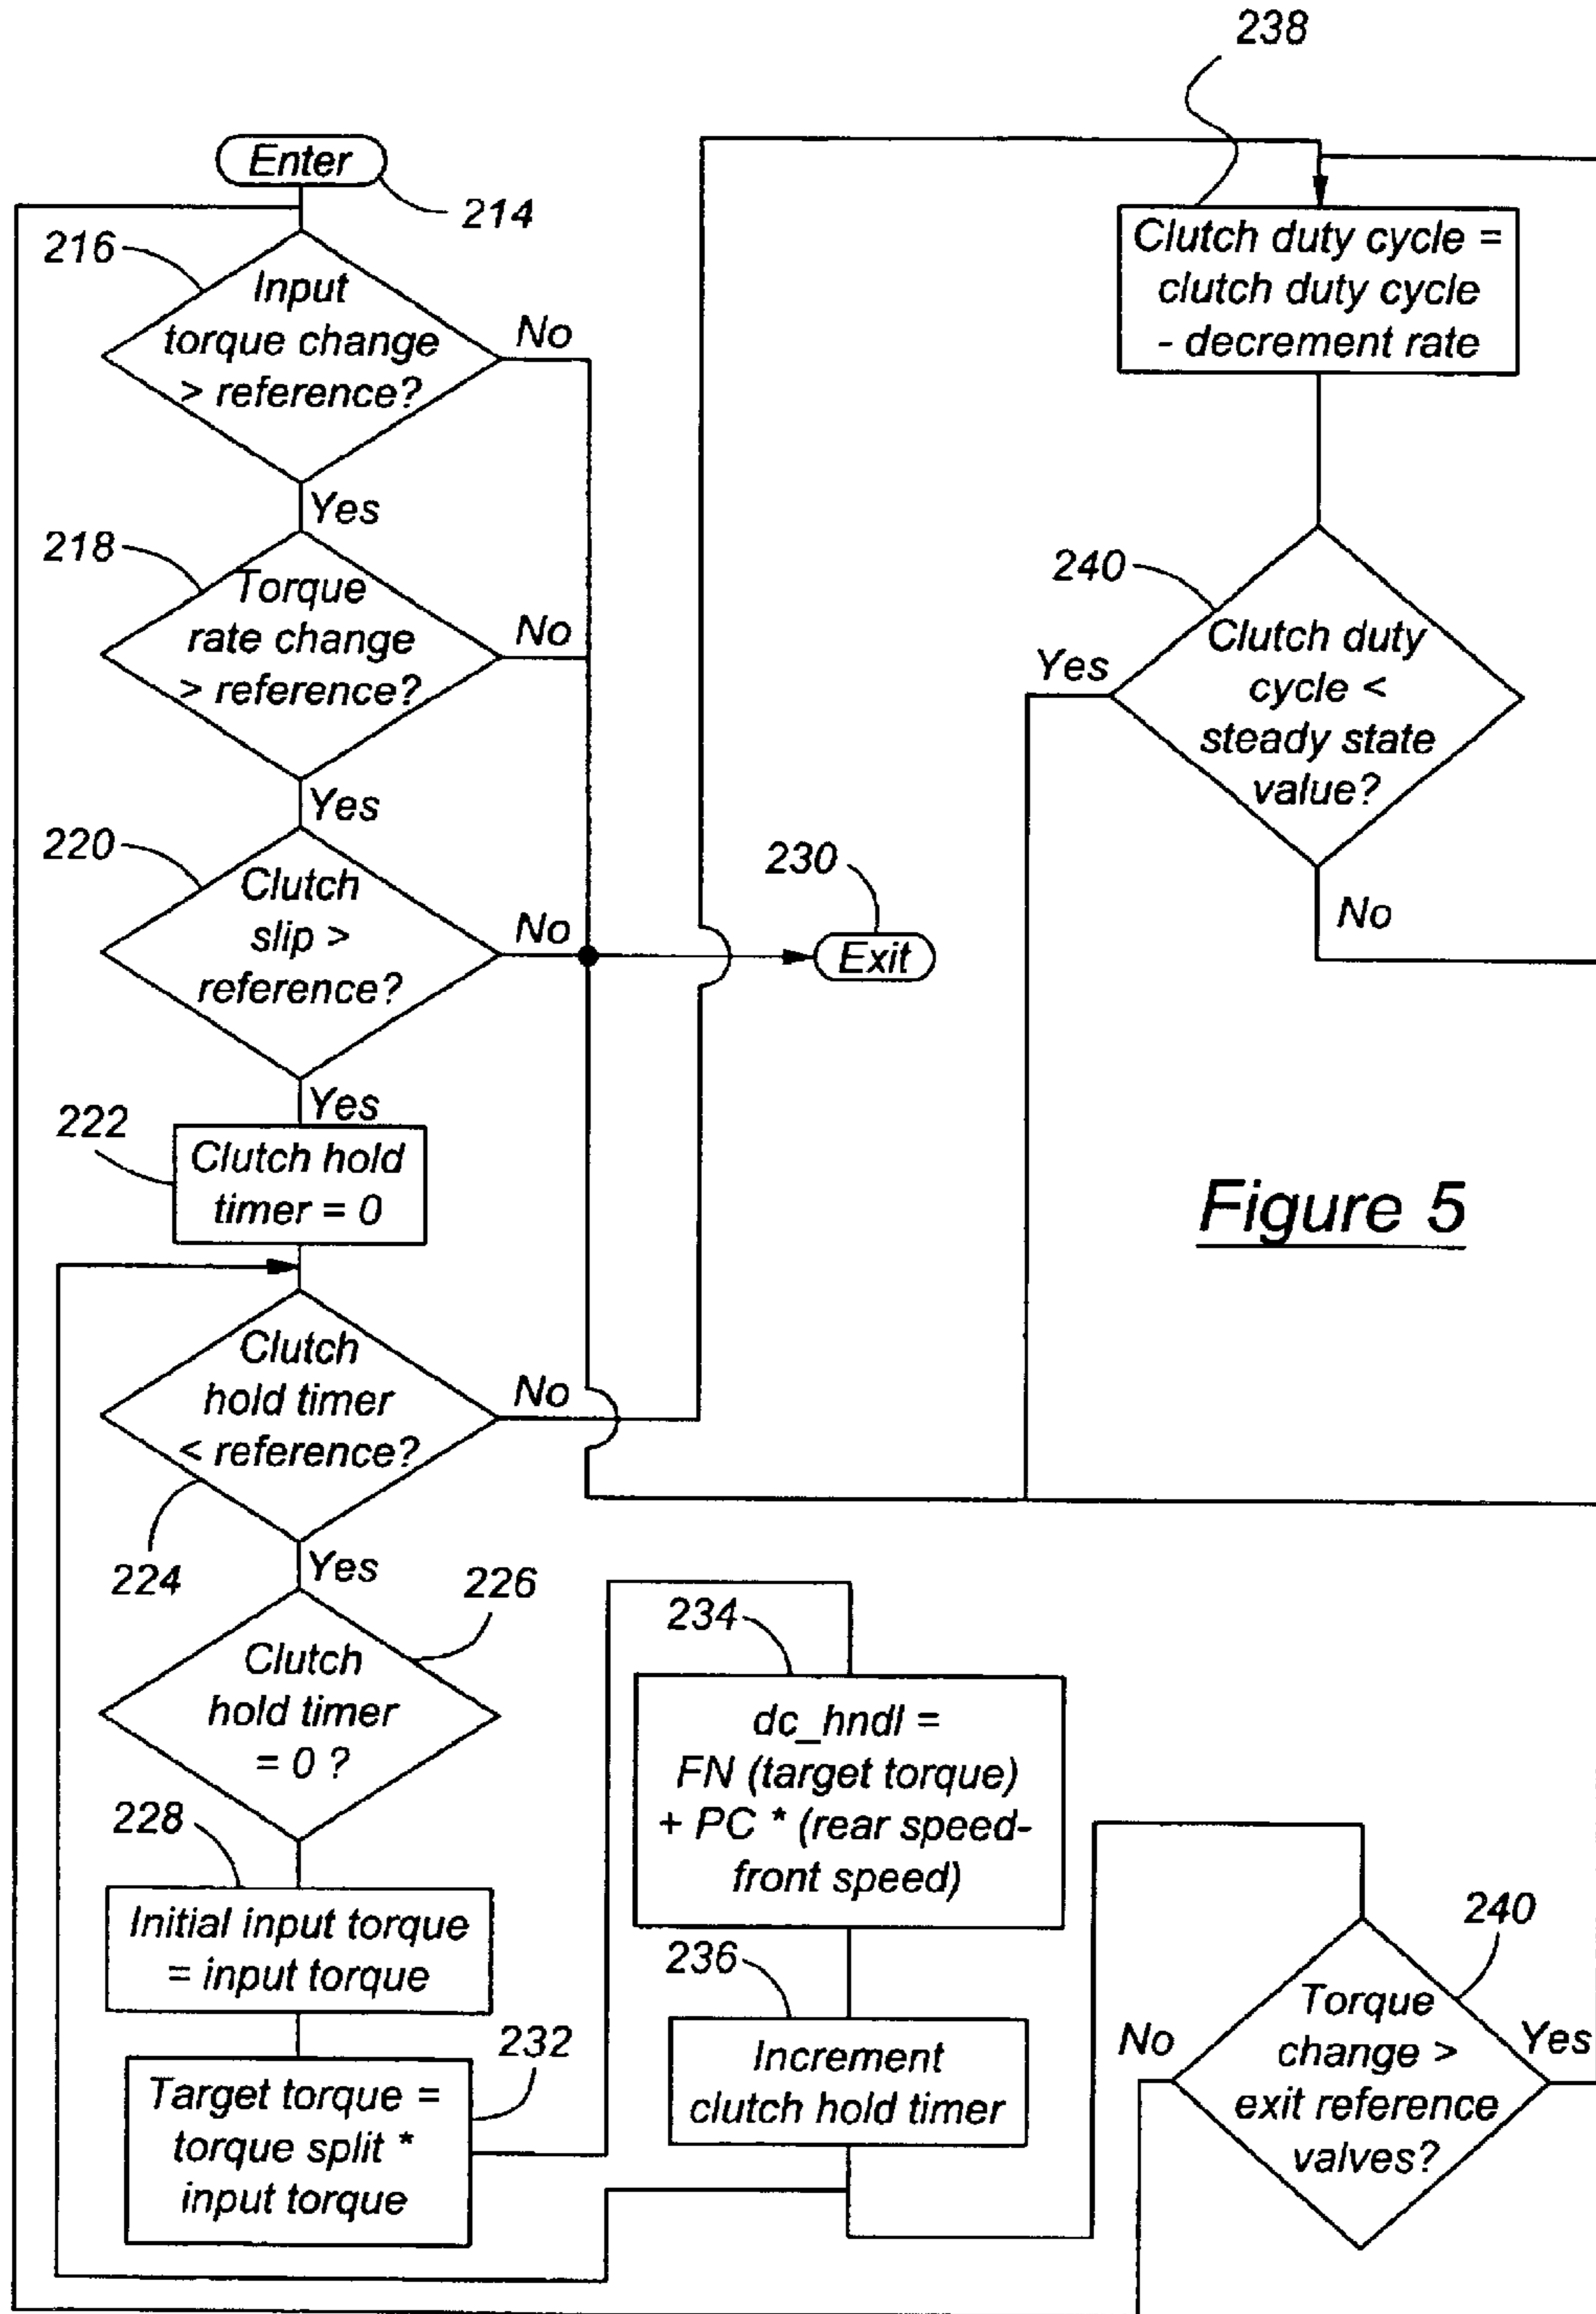 238
Enter
214
216
Input
torque change
> reference?
No
Yes
218
Torque
rate change
> reference?
No
Yes
220
Clutch
slip >
reference?
No
Yes
222
Clutch hold
timer = 0
Clutch
hold timer
< reference?
No
224
Yes
226
Clutch
hold timer
= 0 ?
228
Initial input torque
= input torque
232
Target torque =
torque split *
input torque
234
dc_hndl =
FN (target torque)
+ PC * (rear speed-
front speed)
236
Increment
clutch hold timer
230
Exit
Clutch duty cycle =
clutch duty cycle
- decrement rate
240
Clutch duty
cycle <
steady state
value?
Yes
No
Figure 5
240
Torque
change >
exit reference
valves?
No
Yes